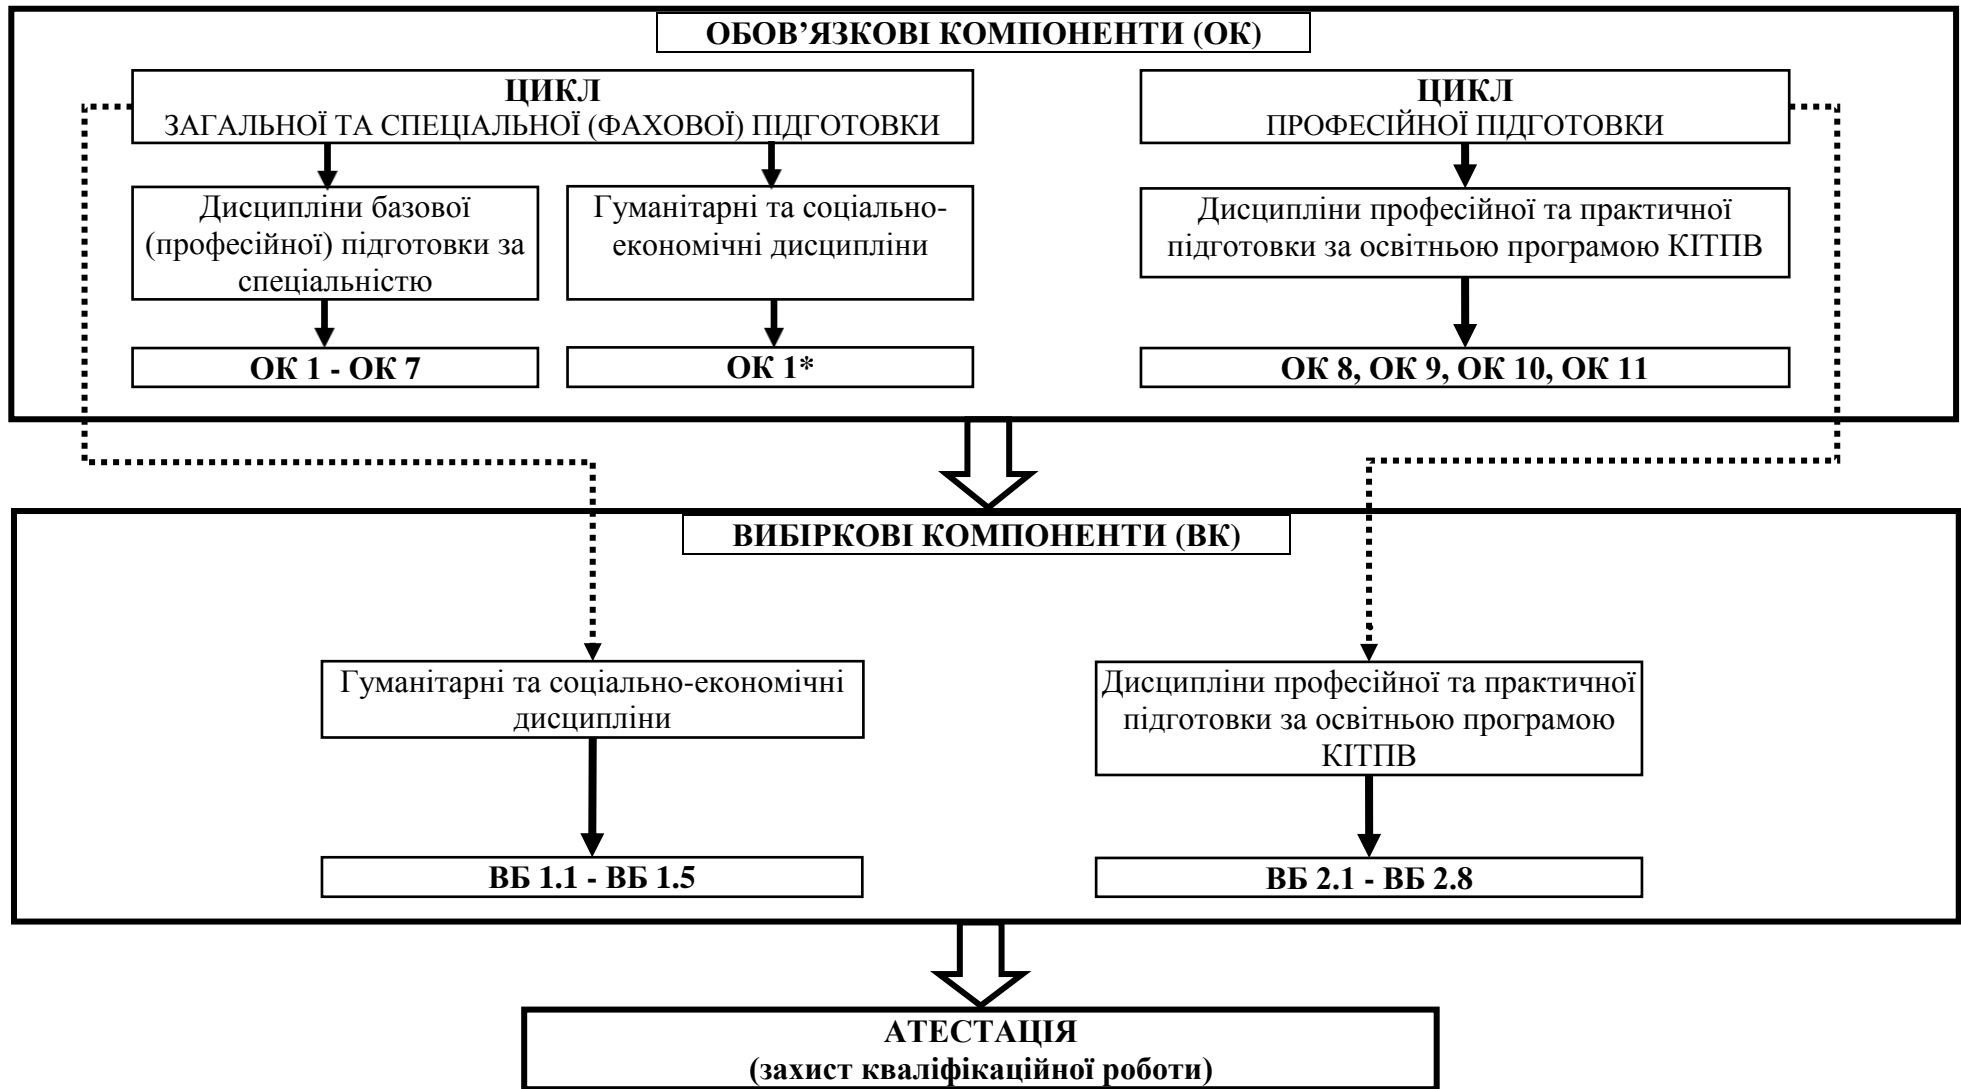 ОБОВ’ЯЗКОВІ КОМПОНЕНТИ (ОК)
ЦИКЛ
ЗАГАЛЬНОЇ ТА СПЕЦІАЛЬНОЇ (ФАХОВОЇ) ПІДГОТОВКИ
ЦИКЛ
ПРОФЕСІЙНОЇ ПІДГОТОВКИ
Дисципліни базової
(професійної) підготовки за
спеціальністю
Гуманітарні та соціально-
економічні дисципліни
Дисципліни професійної та практичної
підготовки за освітньою програмою КІТПВ
ОК 1 - ОК 7
ОК 1*
ОК 8, ОК 9, ОК 10, ОК 11
ВИБІРКОВІ КОМПОНЕНТИ (ВК)
Гуманітарні та соціально-економічні
дисципліни
Дисципліни професійної та практичної
підготовки за освітньою програмою
КІТПВ
ВБ 1.1 - ВБ 1.5
ВБ 2.1 - ВБ 2.8
АТЕСТАЦІЯ
(захист кваліфікаційної роботи)